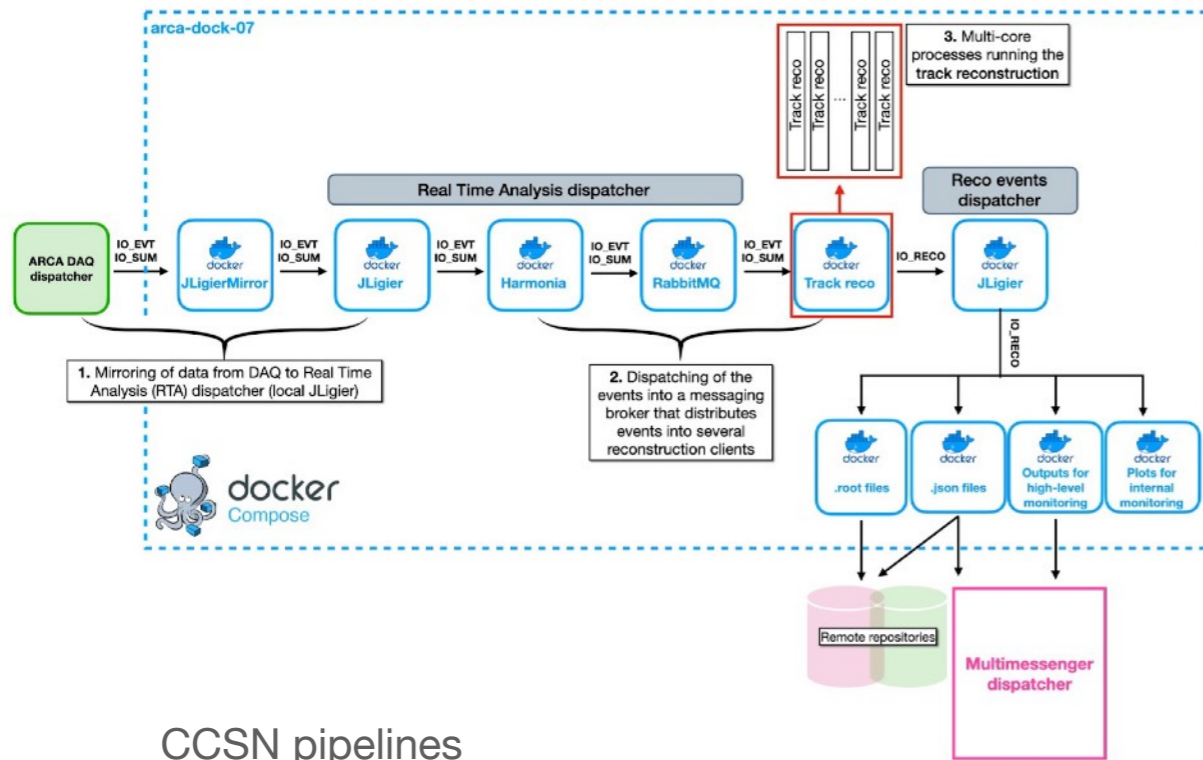 arca-dock-07
Track reco
Track reco
...
Track reco
Track reco
3. Multi-core
processes running the
track reconstruction
Real Time Analysis dispatcher
Reco events
dispatcher
ARCA DAQ
dispatcher
IO_EVT
IO_SUM
docker
JLigierMirror
IO_EVT
IO_SUM
docker
JLigier
IO_EVT
IO_SUM
docker
Harmonia
IO_EVT
IO_SUM
docker
RabbitMQ
IO_EVT
IO_SUM
docker
Track reco
IO_RECO
docker
JLigier
IO_RECO
1. Mirroring of data from DAQ to Real Time
Analysis (RTA) dispatcher (local JLigier)
2. Dispatching of the
events into a messaging
broker that distributes
events into several
reconstruction clients
docker
.root files
docker
.json files
docker
Outputs for
high-level
monitoring
docker
Plots for
internal
monitoring
docker
Compose
Remote repositories
Multimessenger
dispatcher
CCSN pipelines